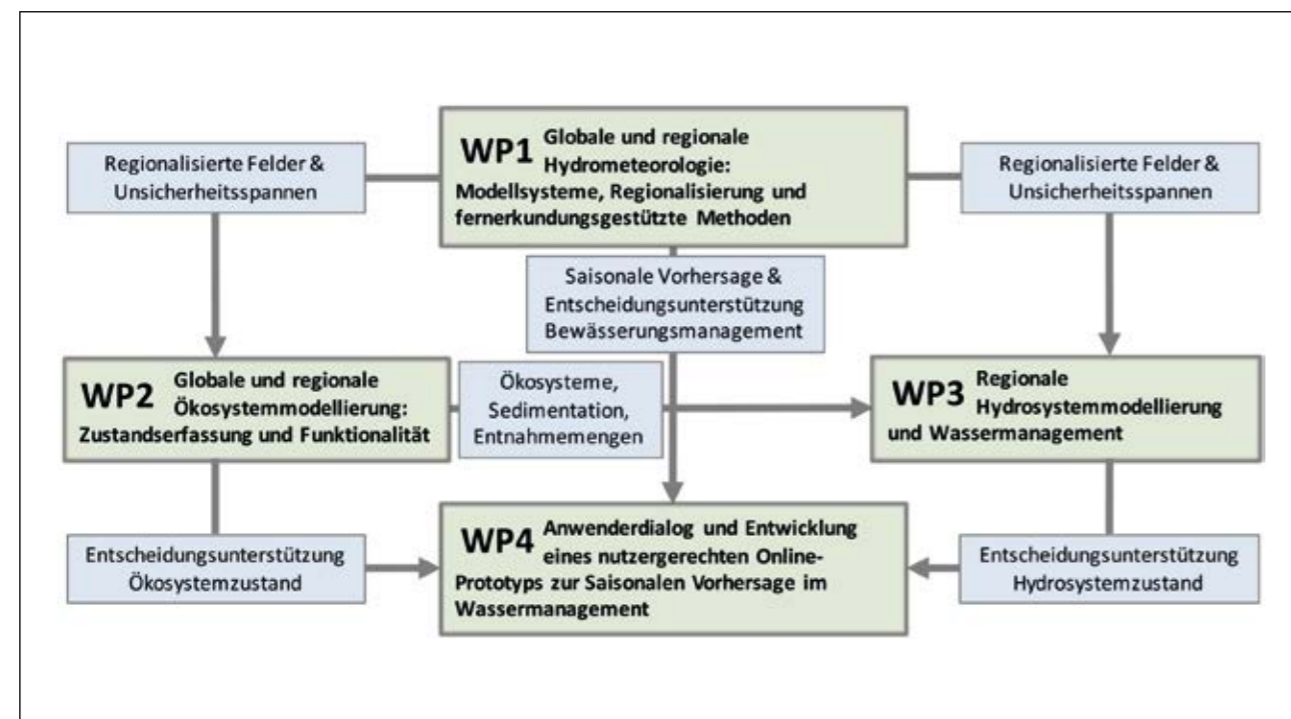 WP1 Globale und regionale
Hydrometeorologie:
Modellsysteme, Regionalisierung und
fernerkundungsgestützte Methoden
Regionalisierte Felder &
Unsicherheitsspannen
Regionalisierte Felder &
Unsicherheitsspannen
Saisonale Vorhersage &
Entscheidungsunterstützung
Bewässerungsmanagement
WP2 Globale und regionale
Ökosystemmodellierung:
Zustandserfassung und Funktionalität
Ökosysteme,
Sedimentation,
Entnahmemengen
WP3 Regionale
Hydrosystemmodellierung
und Wassermanagement
Entscheidungsunterstützung
Ökosystemzustand
WP4 Anwenderdialog und Entwicklung
eines nutzergerechten Online-
Prototyps zur Saisonalen Vorhersage im
Wassermanagement
Entscheidungsunterstützung
Hydrosystemzustand